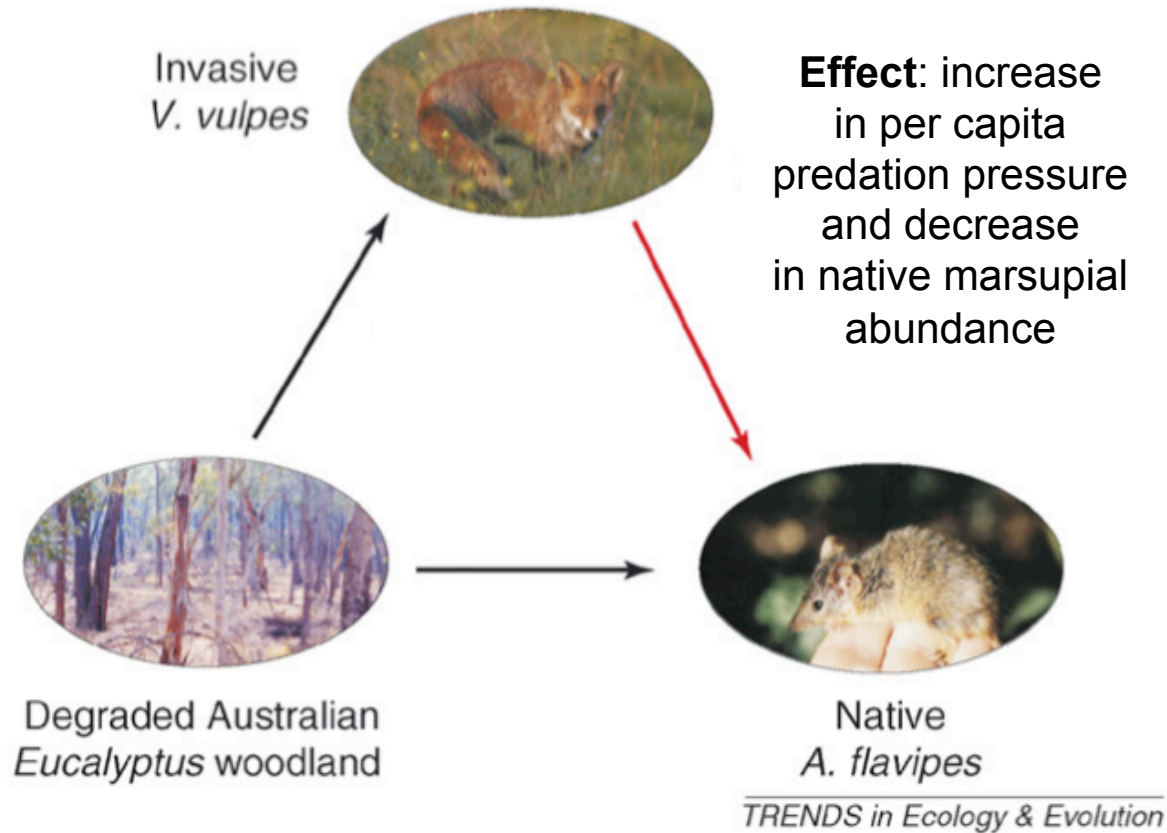 Invasive
V. vulpes
Effect: increase
in per capita
predation pressure
and decrease
in native marsupial
abundance
Degraded Australian
Eucalyptus woodland
Native
A. flavipes
TRENDS in Ecology & Evolution